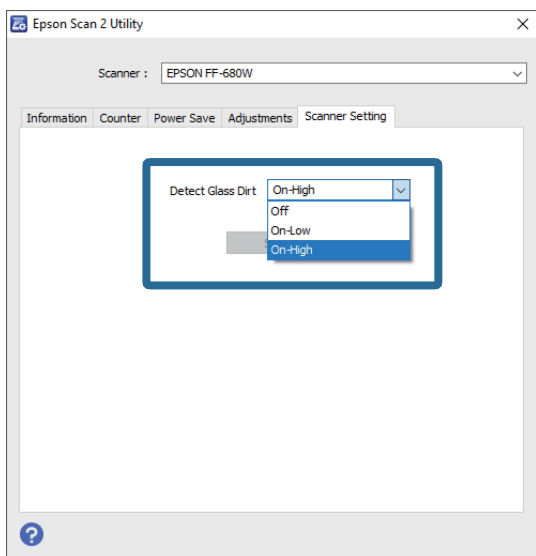 Epson Scan 2 Utility
Scanner : EPSON FF-680W
Information Counter Power Save Adjustments Scanner Setting
Detect Glass Dirt On-High
Off
On-Low
On-High
?